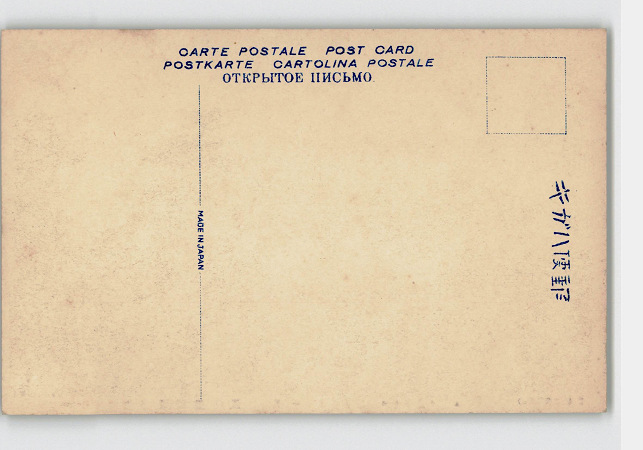 CARTE POSTALE POST CARD
POSTKARTE CARTOLINA POSTALE
ОТКРЫТОЕ ПИСЬМО.
MADE IN JAPAN
郵便ハガキ